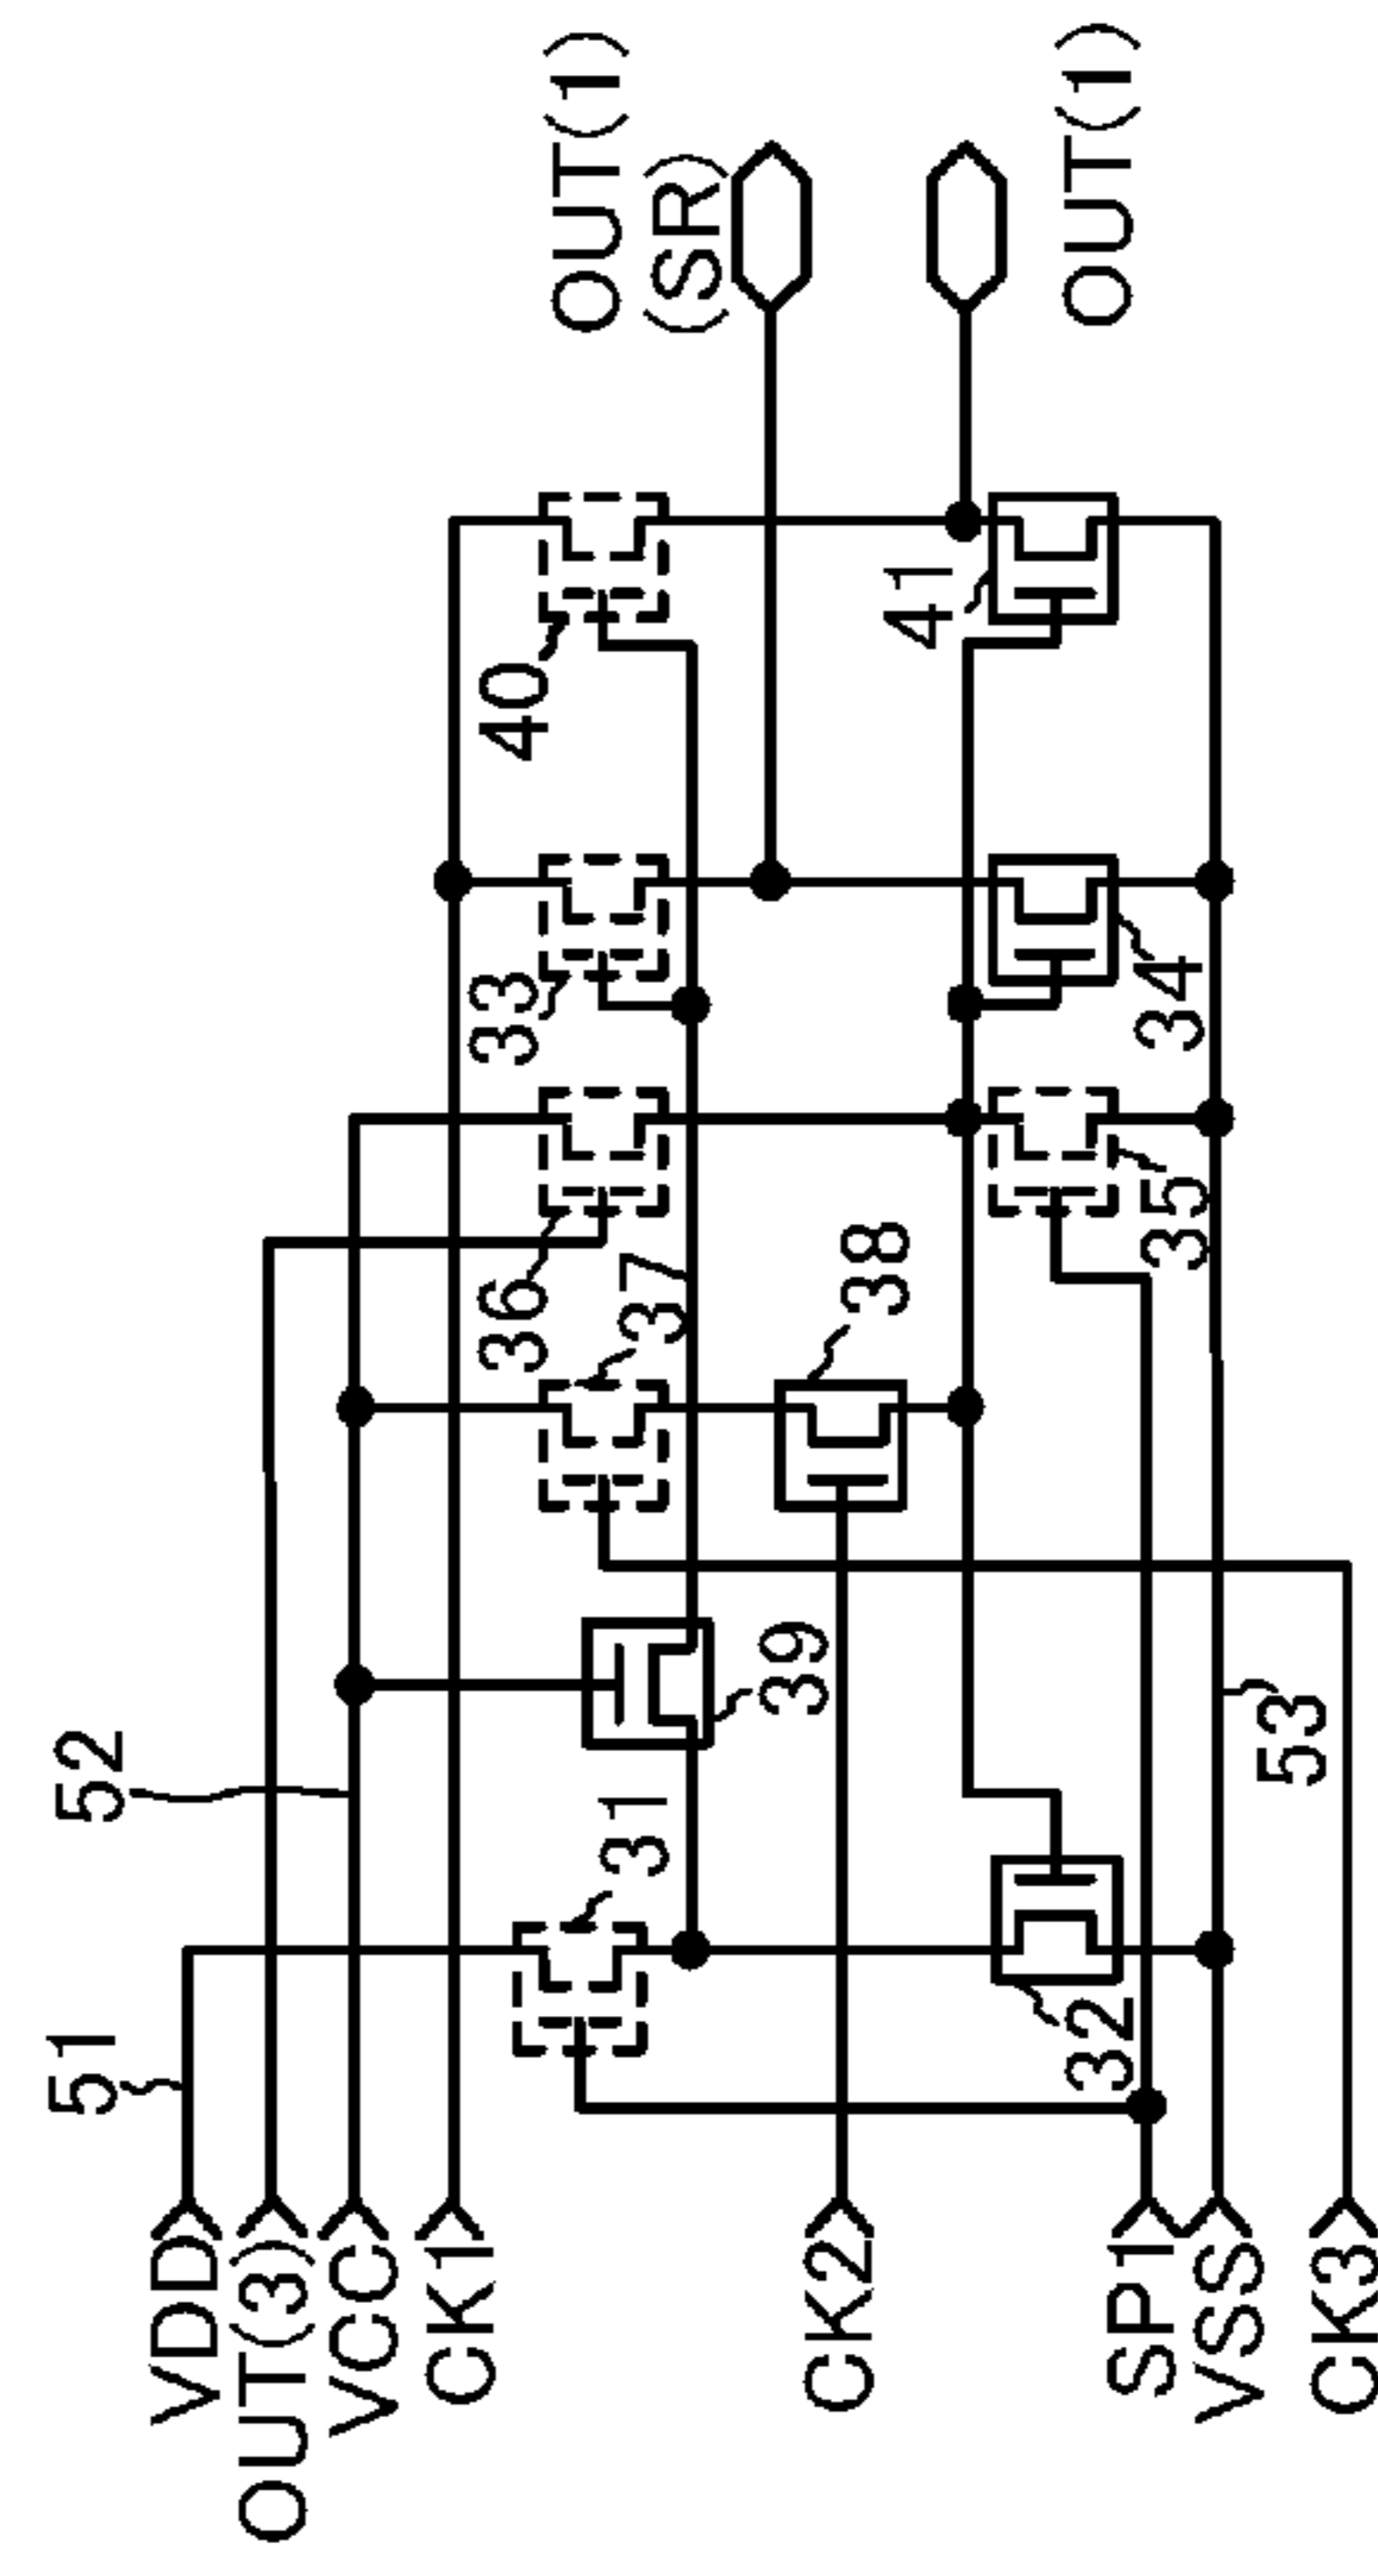 OUT(1)
(SR)
OUT(1)
40
41
33
34
36
35
37
38
39
52
31
53
51
32
VDD
OUT(3)
VCC
CK1
CK2
SP1
VSS
CK3